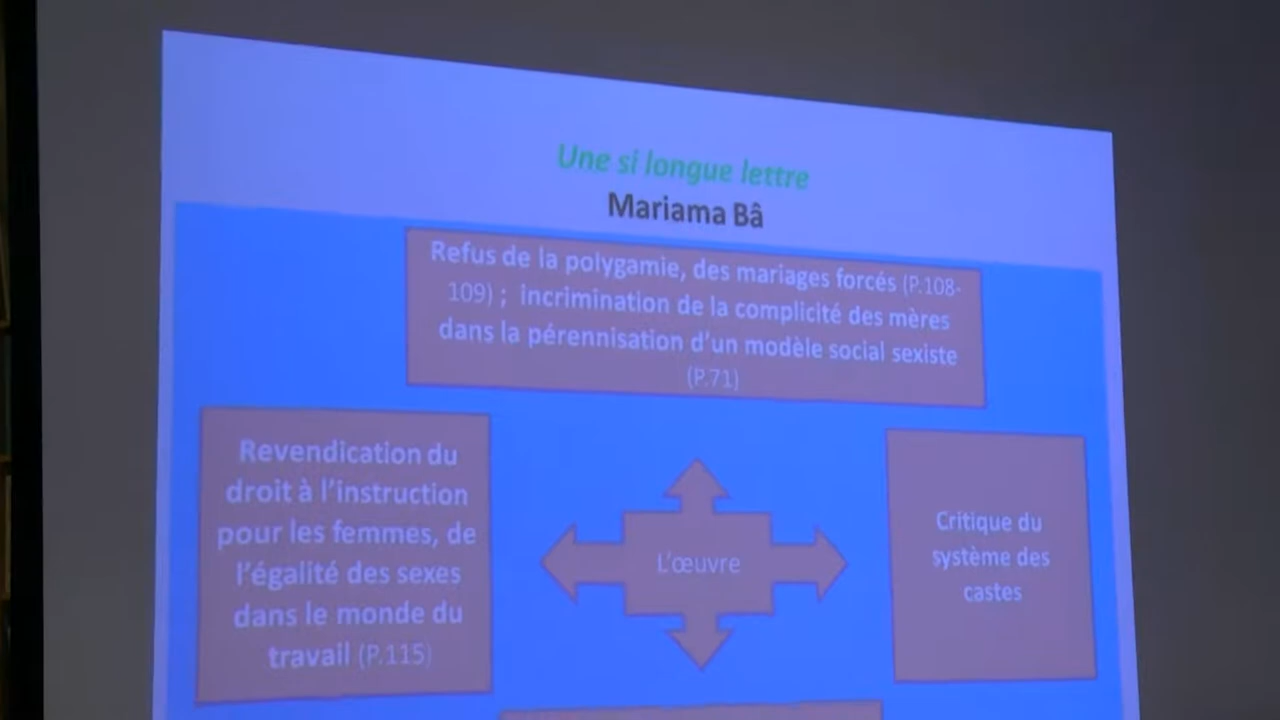 Une si longue lettre
Mariama Bâ
Refus de la polygamie, des mariages forcés (P.108-
109) ; incrimination de la complicité des mères
dans la pérennisation d'un modèle social sexiste
(P.71)
Revendication du
droit à l'instruction
pour les femmes, de
l'égalité des sexes
dans le monde du
travail (P.115)
L'œuvre
Critique du
système des
castes